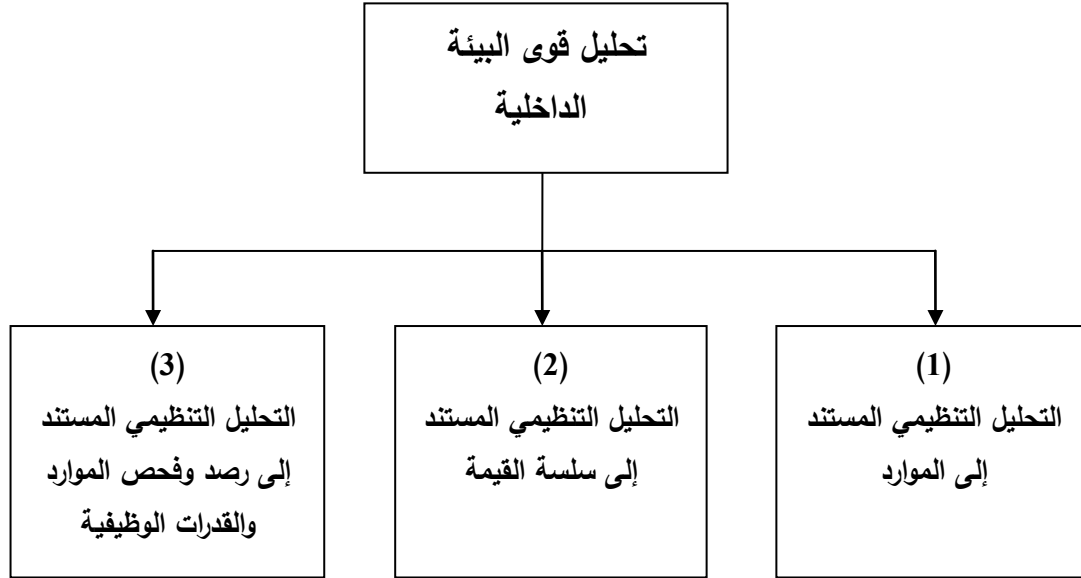 تحليل قوى البيئة
الداخلية
(1)
التحليل التنظيمي المستند
إلى الموارد
(2)
التحليل التنظيمي المستند
إلى سلسة القيمة
(3)
التحليل التنظيمي المستند
إلى رصد وفحص الموارد
والقدرات الوظيفية